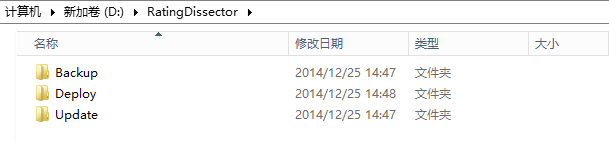 计算机 ▸ 新加卷 (D:) ▸ RatingDissector ▸
名称 修改日期 类型 大小
Backup 2014/12/25 14:47 文件夹
Deploy 2014/12/25 14:48 文件夹
Update 2014/12/25 14:47 文件夹